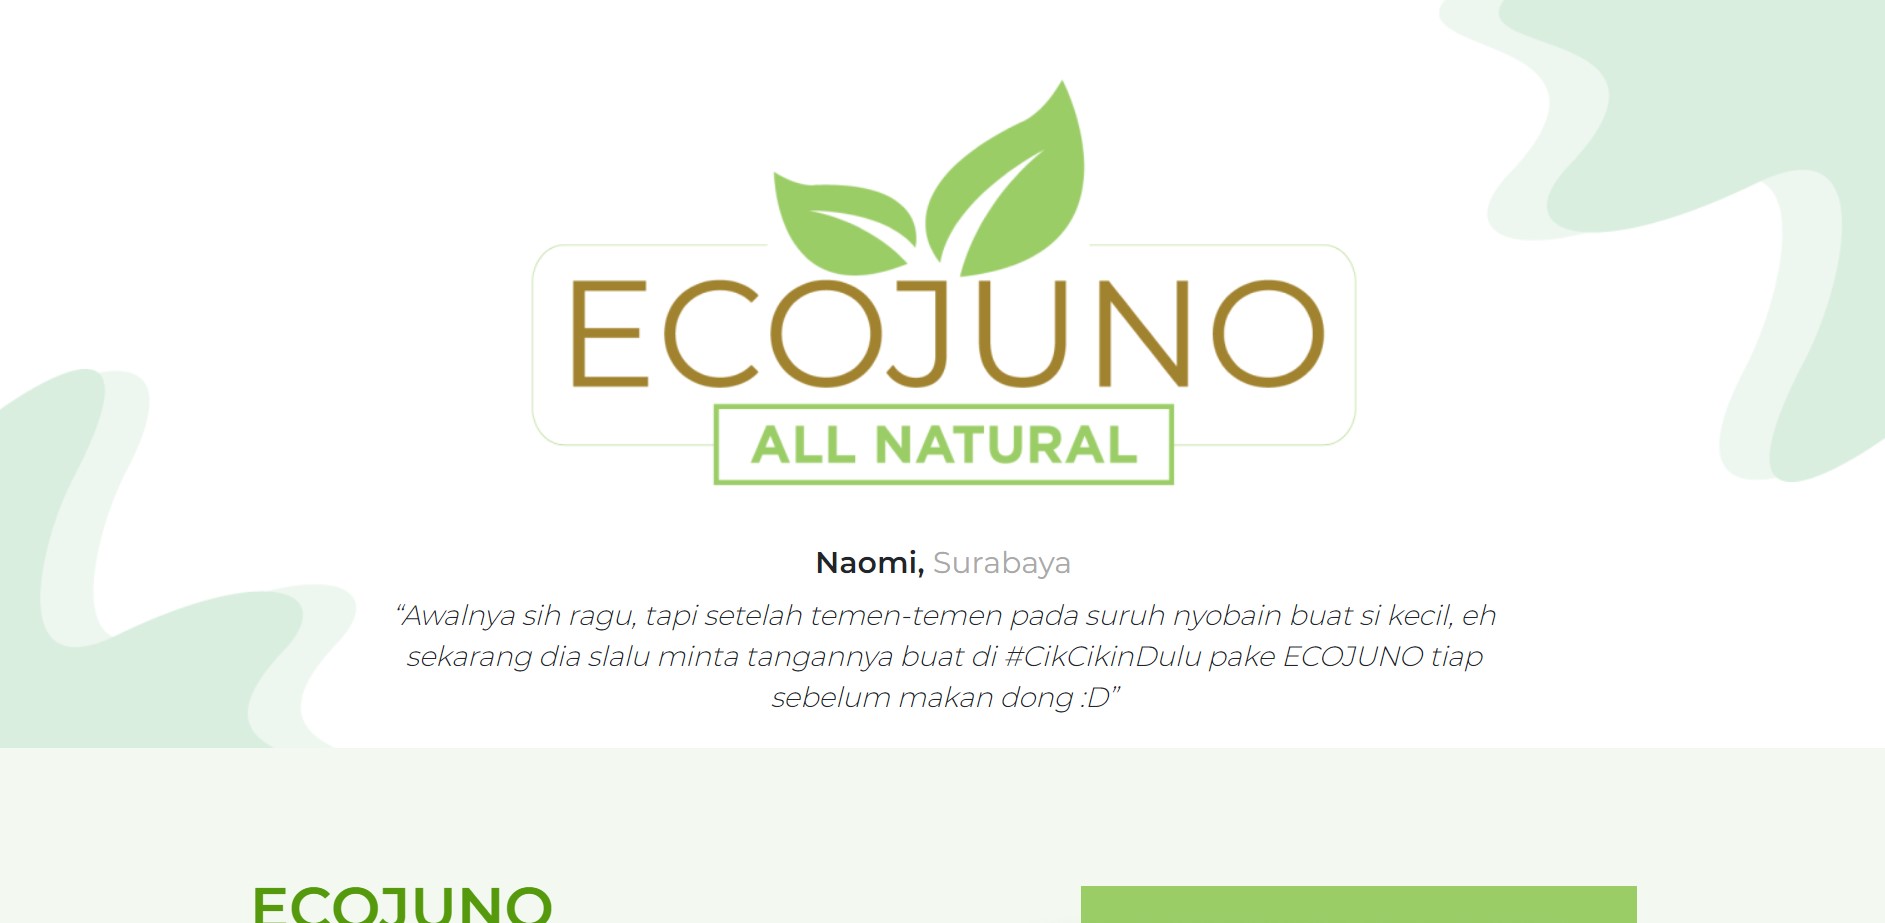 ECOJUNO
ALL NATURAL
Naomi, Surabaya
“Awalnya sih ragu, tapi setelah temen-temen pada suruh nyobain buat si kecil, eh
sekarang dia slalu minta tangannya buat di #CikCikinDulu pake ECOJUNO tiap
sebelum makan dong :D”
ECOJUNO